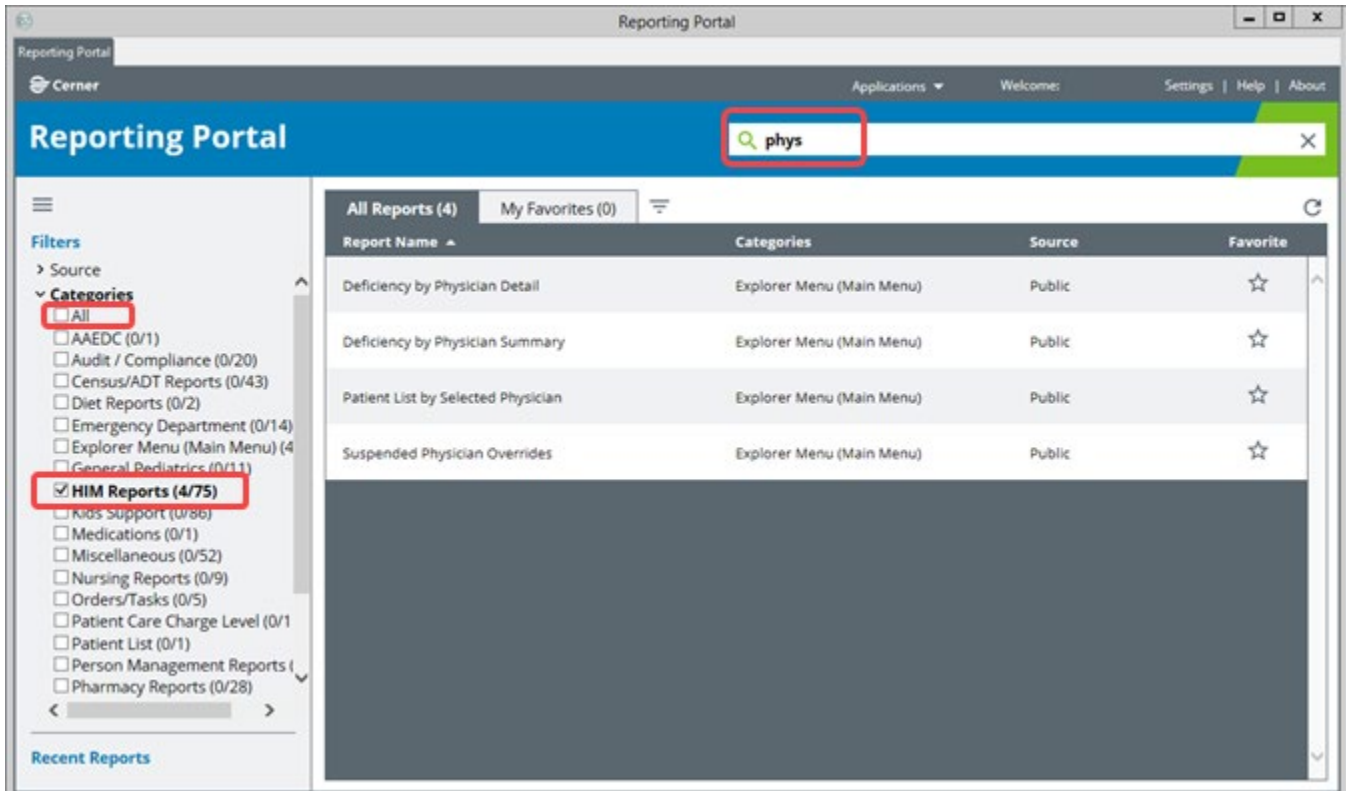 Reporting Portal
Reporting Portal
Cerner
Applications
Welcome:
Settings | Help | About
Reporting Portal
phys
Filters
Source
Categories
All
AAEDC (0/1)
Audit / Compliance (0/20)
Census/ADT Reports (0/43)
Diet Reports (0/2)
Emergency Department (0/14)
Explorer Menu (Main Menu) (4
General Pediatrics (0/11)
HIM Reports (4/75)
Kids Support (0/86)
Medications (0/1)
Miscellaneous (0/52)
Nursing Reports (0/9)
Orders/Tasks (0/5)
Patient Care Charge Level (0/1
Patient List (0/1)
Person Management Reports (
Pharmacy Reports (0/28)
Recent Reports
All Reports (4) My Favorites (0)
Report Name Categories Source Favorite
Deficiency by Physician Detail Explorer Menu (Main Menu) Public
Deficiency by Physician Summary Explorer Menu (Main Menu) Public
Patient List by Selected Physician Explorer Menu (Main Menu) Public
Suspended Physician Overrides Explorer Menu (Main Menu) Public